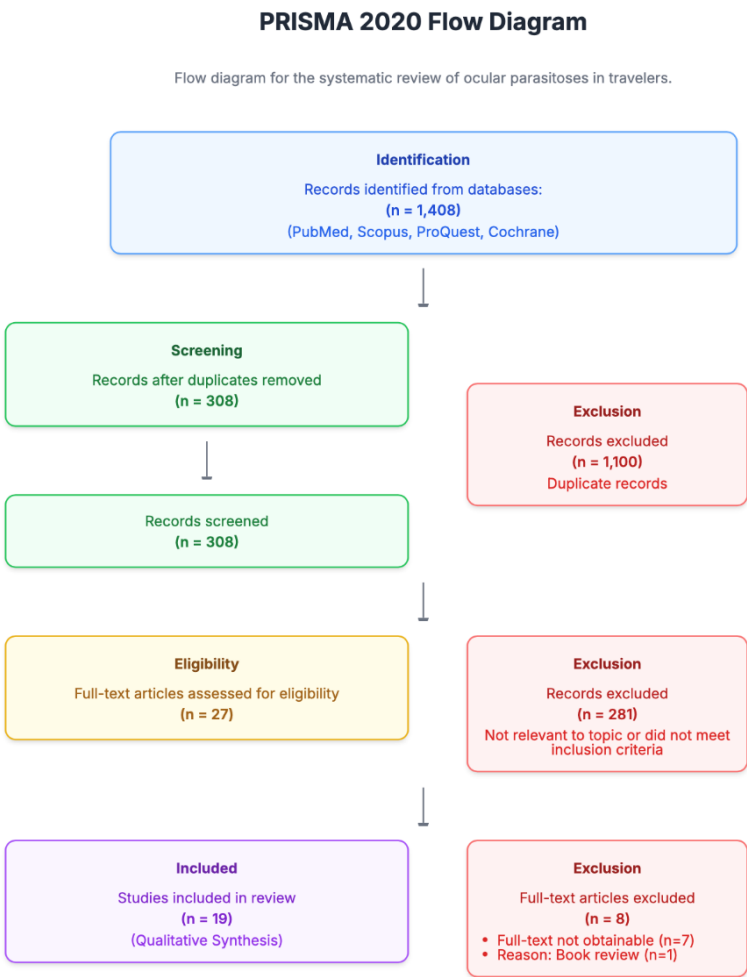 PRISMA 2020 Flow Diagram
Flow diagram for the systematic review of ocular parasitoses in travelers.
Identification
Records identified from databases:
(n = 1,408)
(PubMed, Scopus, ProQuest, Cochrane)
Screening
Records after duplicates removed
(n = 308)
Exclusion
Records excluded
(n = 1,100)
Duplicate records
Records screened
(n = 308)
Eligibility
Full-text articles assessed for eligibility
(n = 27)
Exclusion
Records excluded
(n = 281)
Not relevant to topic or did not meet
inclusion criteria
Included
Studies included in review
(n = 19)
(Qualitative Synthesis)
Exclusion
Full-text articles excluded
(n = 8)
• Full-text not obtainable (n=7)
• Reason: Book review (n=1)